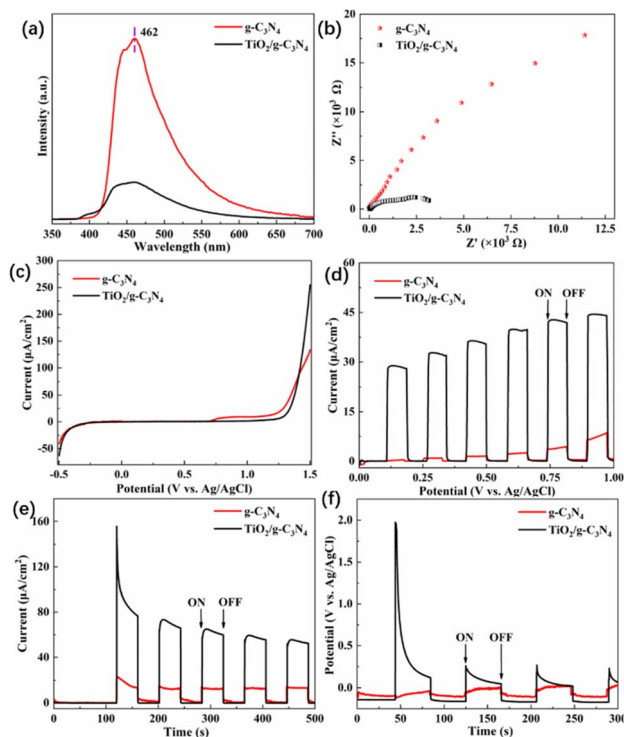 (a)
462
g-C₃N₄
TiO₂/g-C₃N₄
Intensity (a.u.)
350 400 450 500 550 600 650 700
Wavelength (nm)
(b)
g-C₃N₄
TiO₂/g-C₃N₄
Z'' (×10³ Ω)
20
15
10
5
0
0.0 2.5 5.0 7.5 10.0 12.5
Z' (×10³ Ω)
(c)
g-C₃N₄
TiO₂/g-C₃N₄
Current (μA/cm²)
300
250
200
150
100
50
0
-50
-0.5 0.0 0.5 1.0 1.5
Potential (V vs. Ag/AgCl)
(d)
g-C₃N₄
TiO₂/g-C₃N₄
ON OFF
Current (μA/cm²)
60
45
30
15
0
0.00 0.25 0.50 0.75 1.00
Potential (V vs. Ag/AgCl)
(e)
g-C₃N₄
TiO₂/g-C₃N₄
ON OFF
Current (μA/cm²)
160
120
80
40
0
0 100 200 300 400 500
Time (s)
(f)
g-C₃N₄
TiO₂/g-C₃N₄
ON OFF
Potential (V vs. Ag/AgCl)
2.0
1.5
1.0
0.5
0.0
0 50 100 150 200 250 300
Time (s)